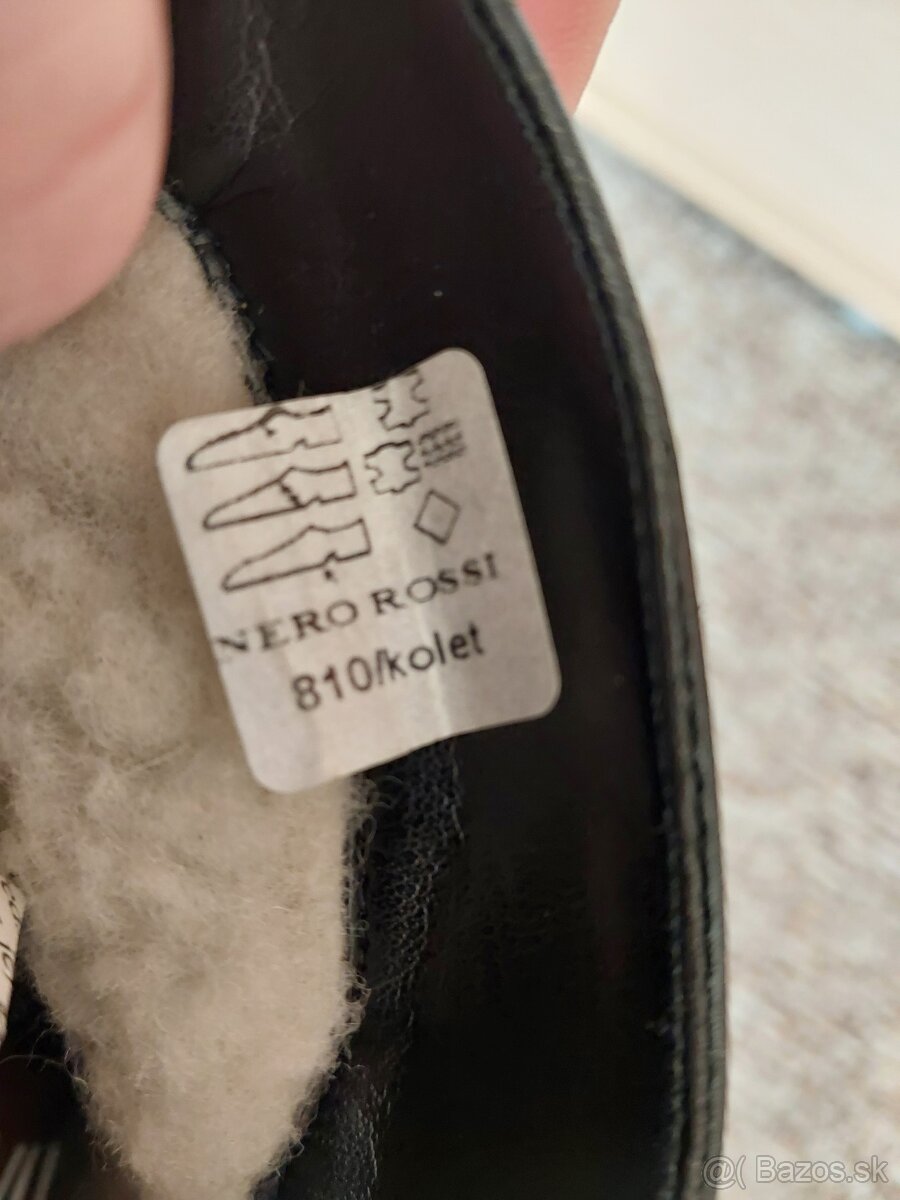 NERO ROSSI
810/kolet
@( Bazos.sk